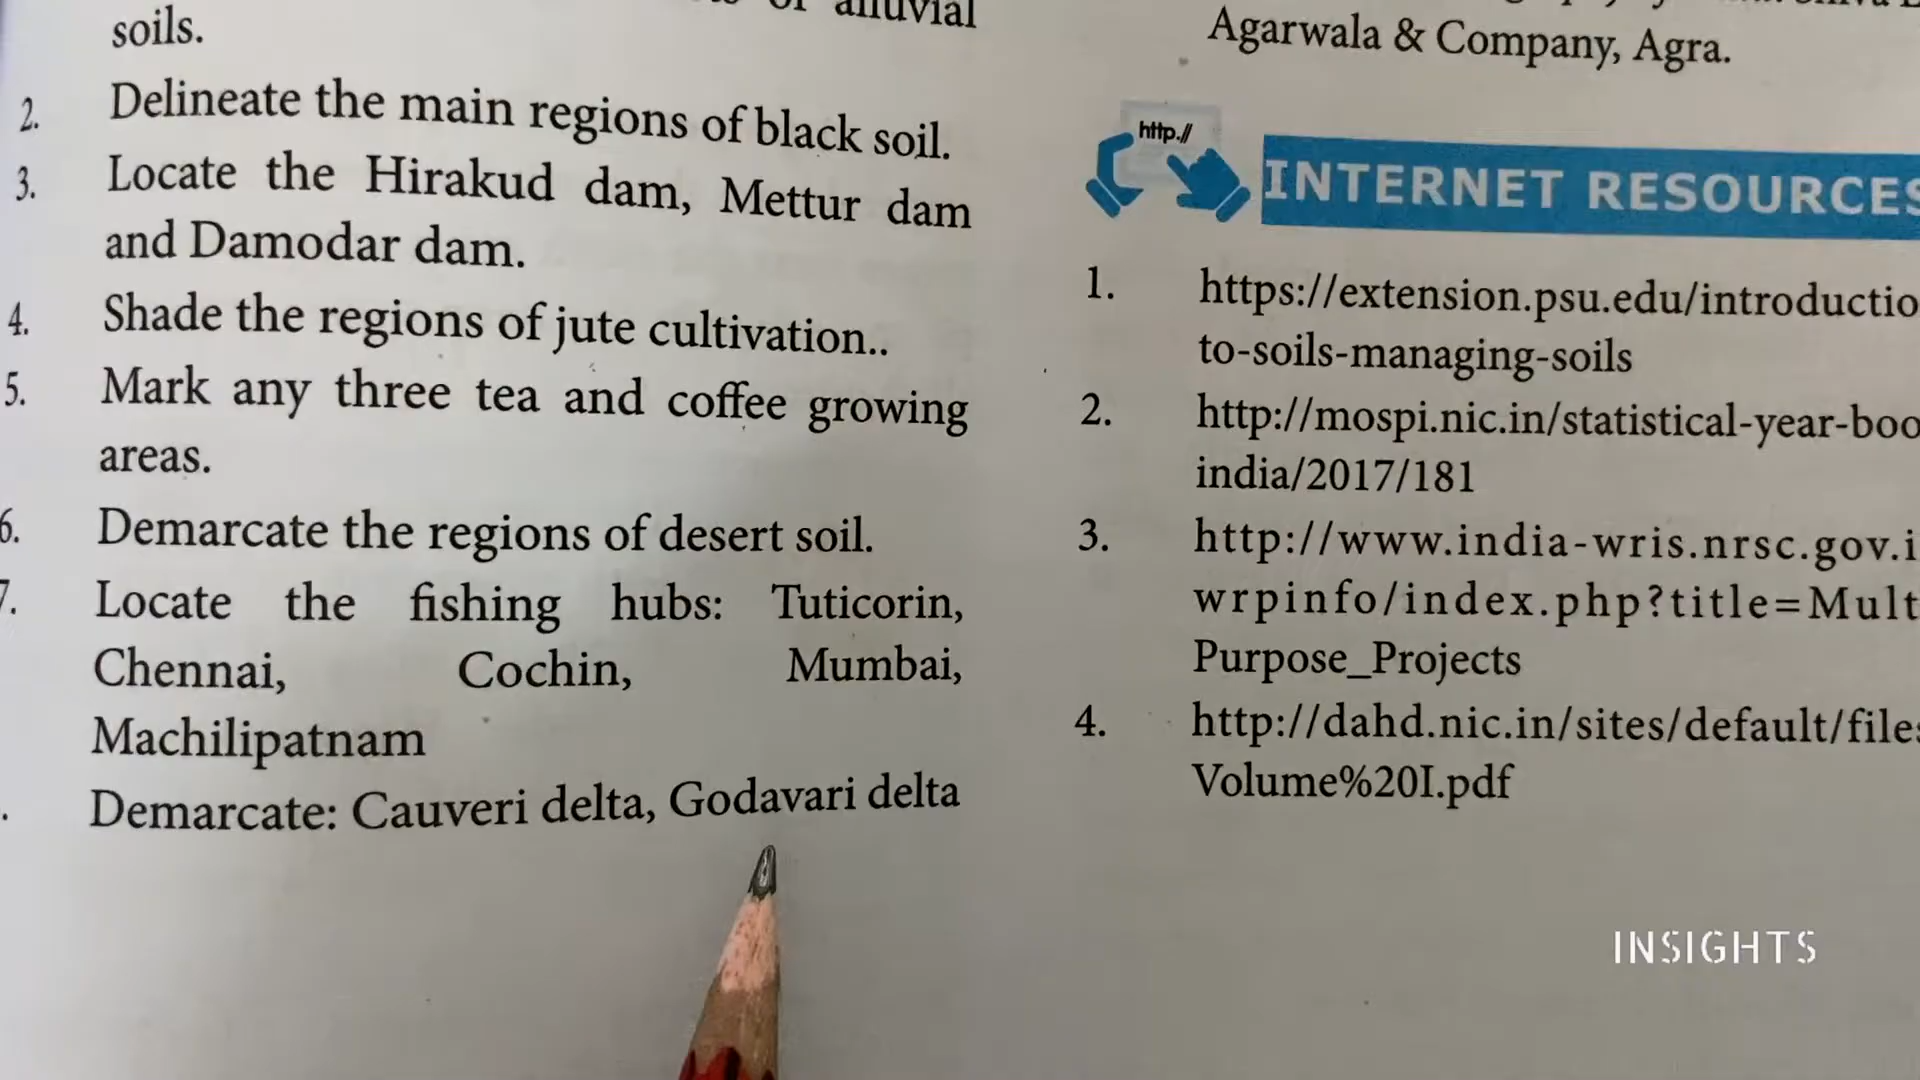 of alluvial
soils.
2. Delineate the main regions of black soil.
3. Locate the Hirakud dam, Mettur dam
and Damodar dam.
4. Shade the regions of jute cultivation..
5. Mark any three tea and coffee growing
areas.
6. Demarcate the regions of desert soil.
7. Locate the fishing hubs: Tuticorin,
Chennai, Cochin, Mumbai,
Machilipatnam
. Demarcate: Cauveri delta, Godavari delta
Agarwala & Company, Agra.
http.//
INTERNET RESOURCES
1. https://extension.psu.edu/introductio
to-soils-managing-soils
2. http://mospi.nic.in/statistical-year-boo
india/2017/181
3. http://www.india-wris.nrsc.gov.i
wrpinfo/index.php?title=Mult
Purpose_Projects
4. http://dahd.nic.in/sites/default/files
Volume%20I.pdf
INSIGHTS